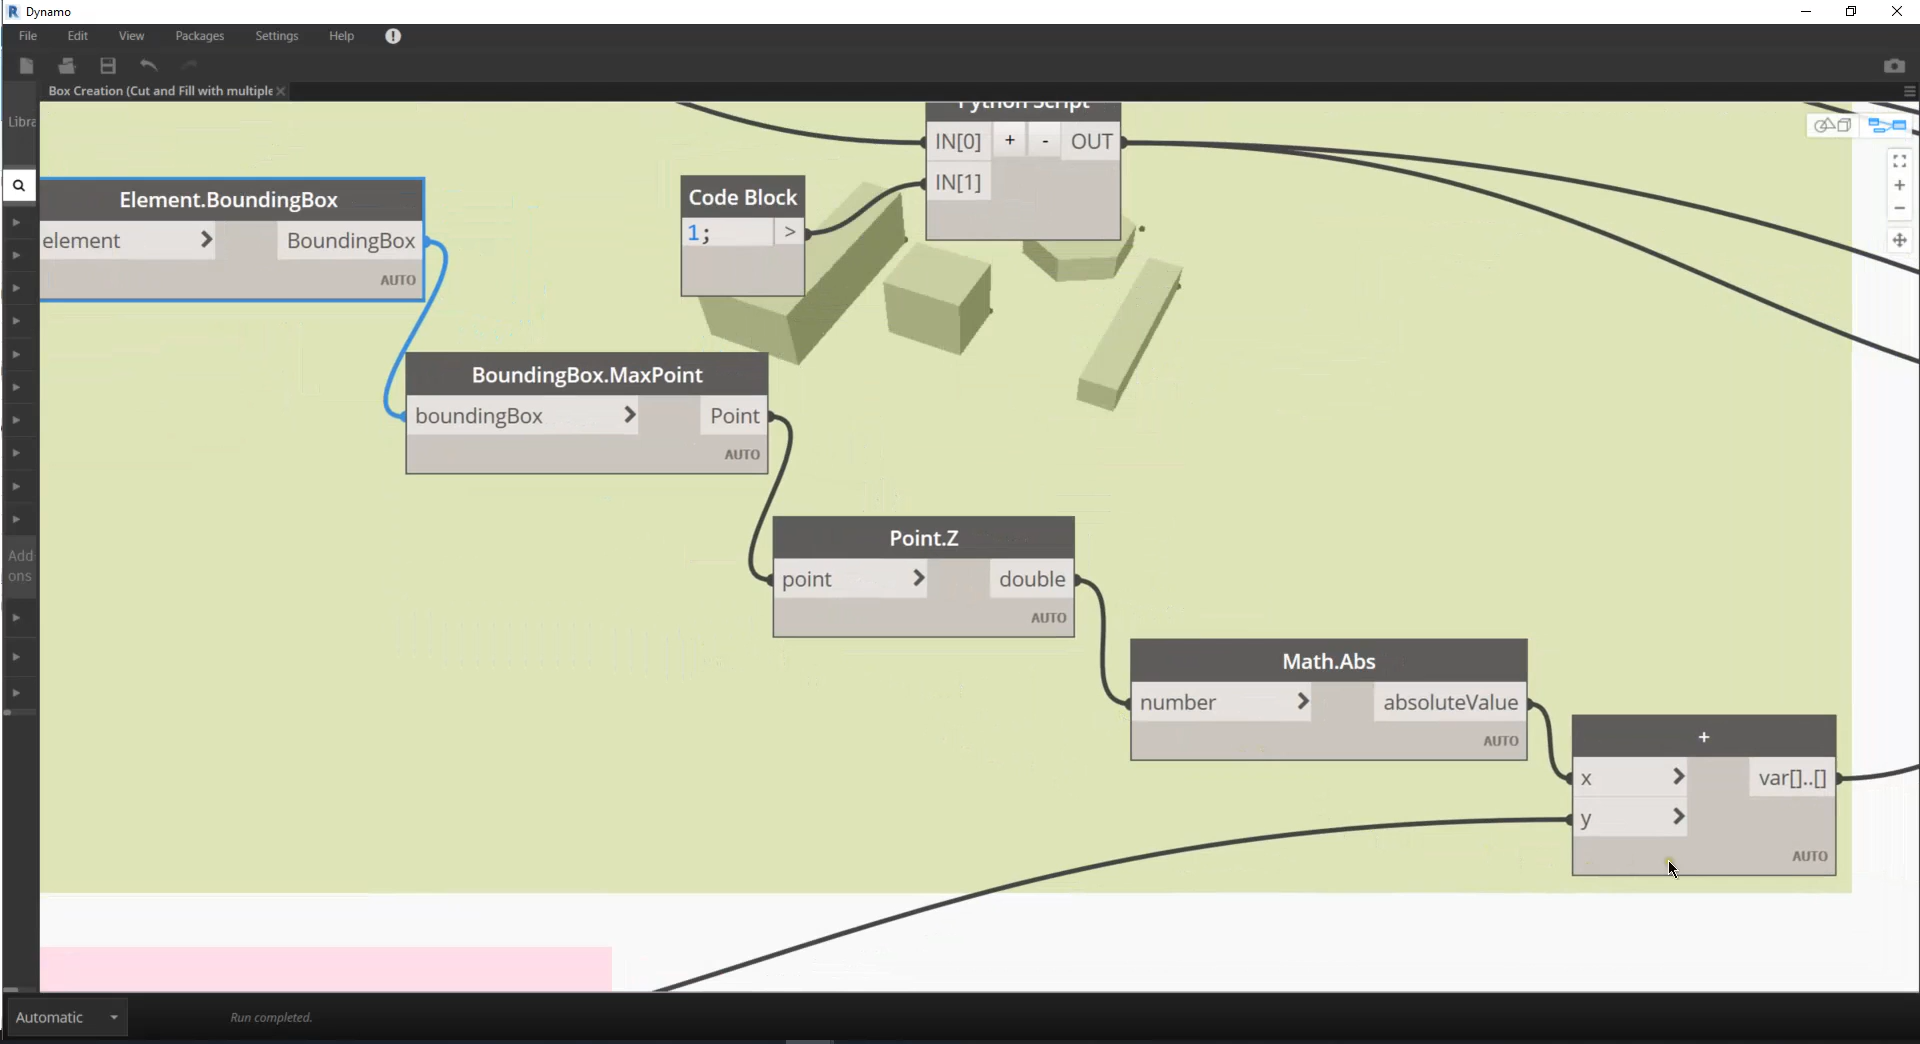 Dynamo
File Edit View Packages Settings Help
Box Creation (Cut and Fill with multiple
Libra
Python Script
IN[0] + - OUT
IN[1]
Element.BoundingBox
element > BoundingBox
AUTO
Code Block
1; >
BoundingBox.MaxPoint
boundingBox > Point
AUTO
Point.Z
point > double
AUTO
Add
ons
Math.Abs
number > absoluteValue
AUTO
+
x > var[]..[]
y >
AUTO
Automatic
Run completed.